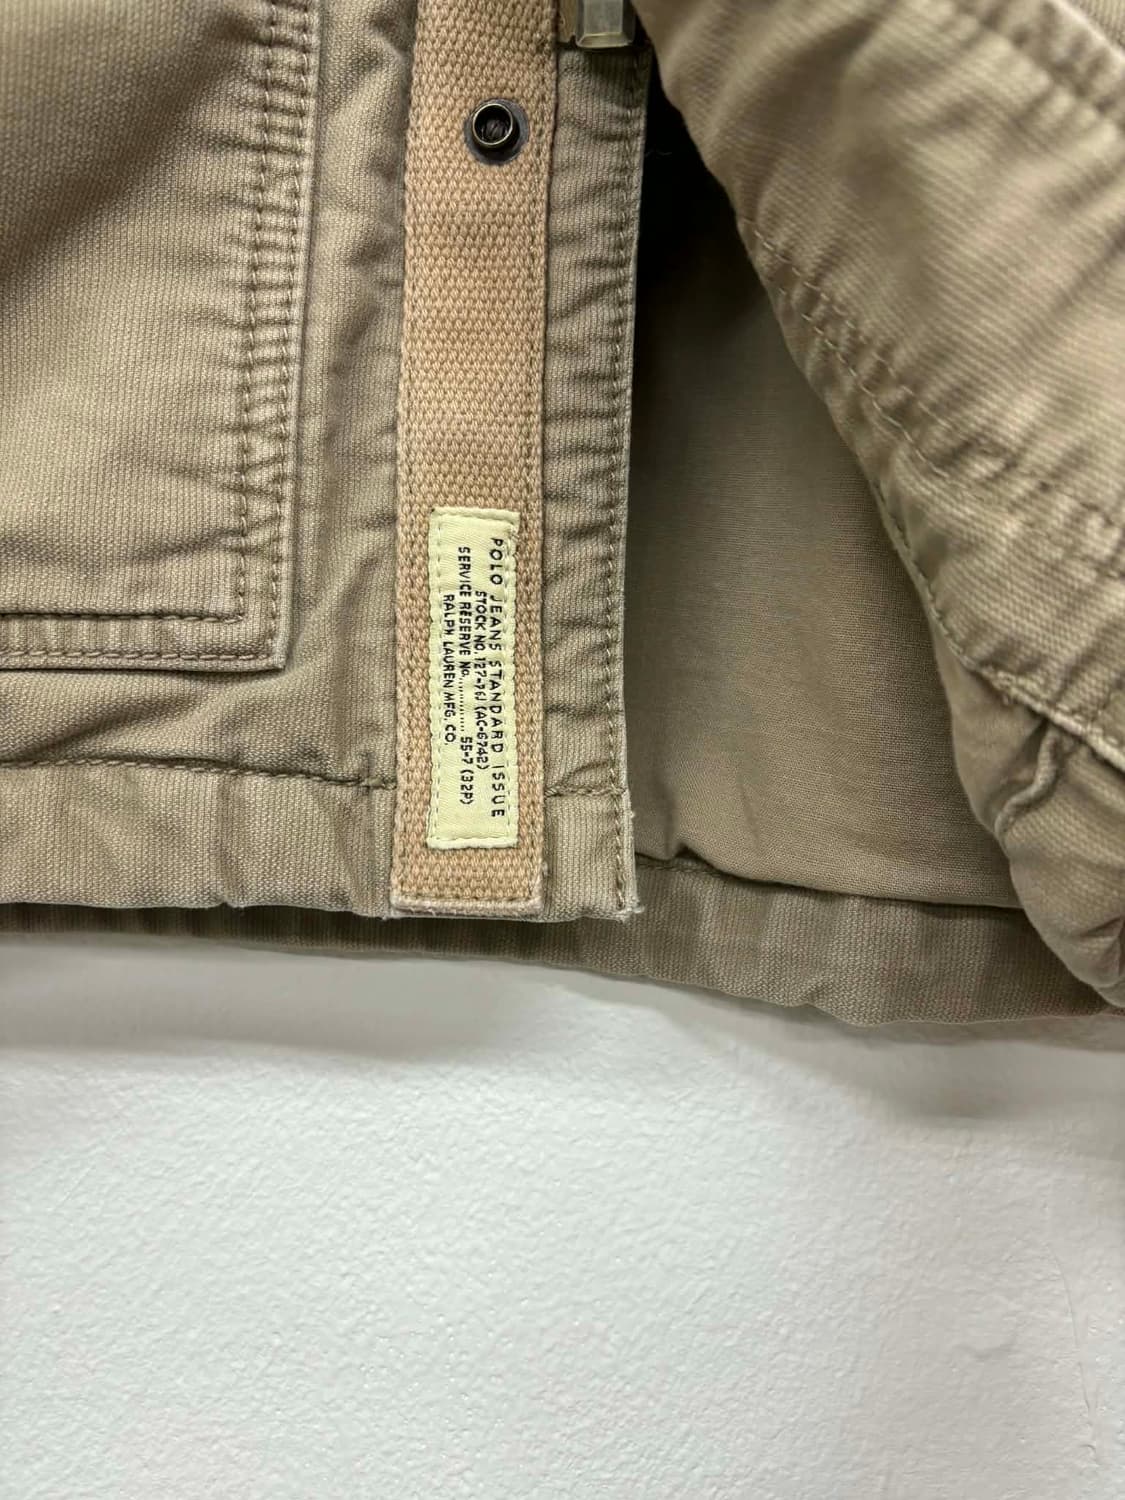 POLO JEANS STANDARD ISSUE
STOCK NO. 127-76J (AC-6742)
SERVICE RESERVE No. ............ 55-7 (32P)
RALPH LAUREN MFG. CO.